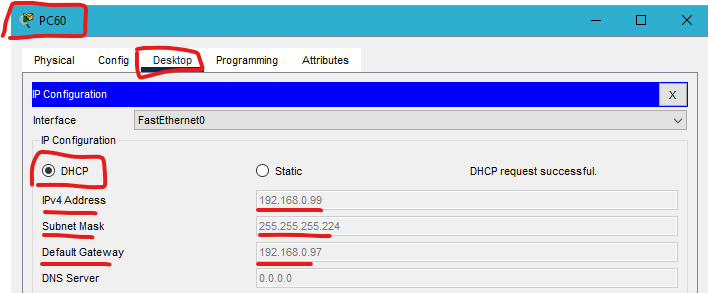 PC60
Physical Config Desktop Programming Attributes
IP Configuration X
Interface FastEthernet0
IP Configuration
DHCP Static DHCP request successful.
IPv4 Address 192.168.0.99
Subnet Mask 255.255.255.224
Default Gateway 192.168.0.97
DNS Server 0.0.0.0